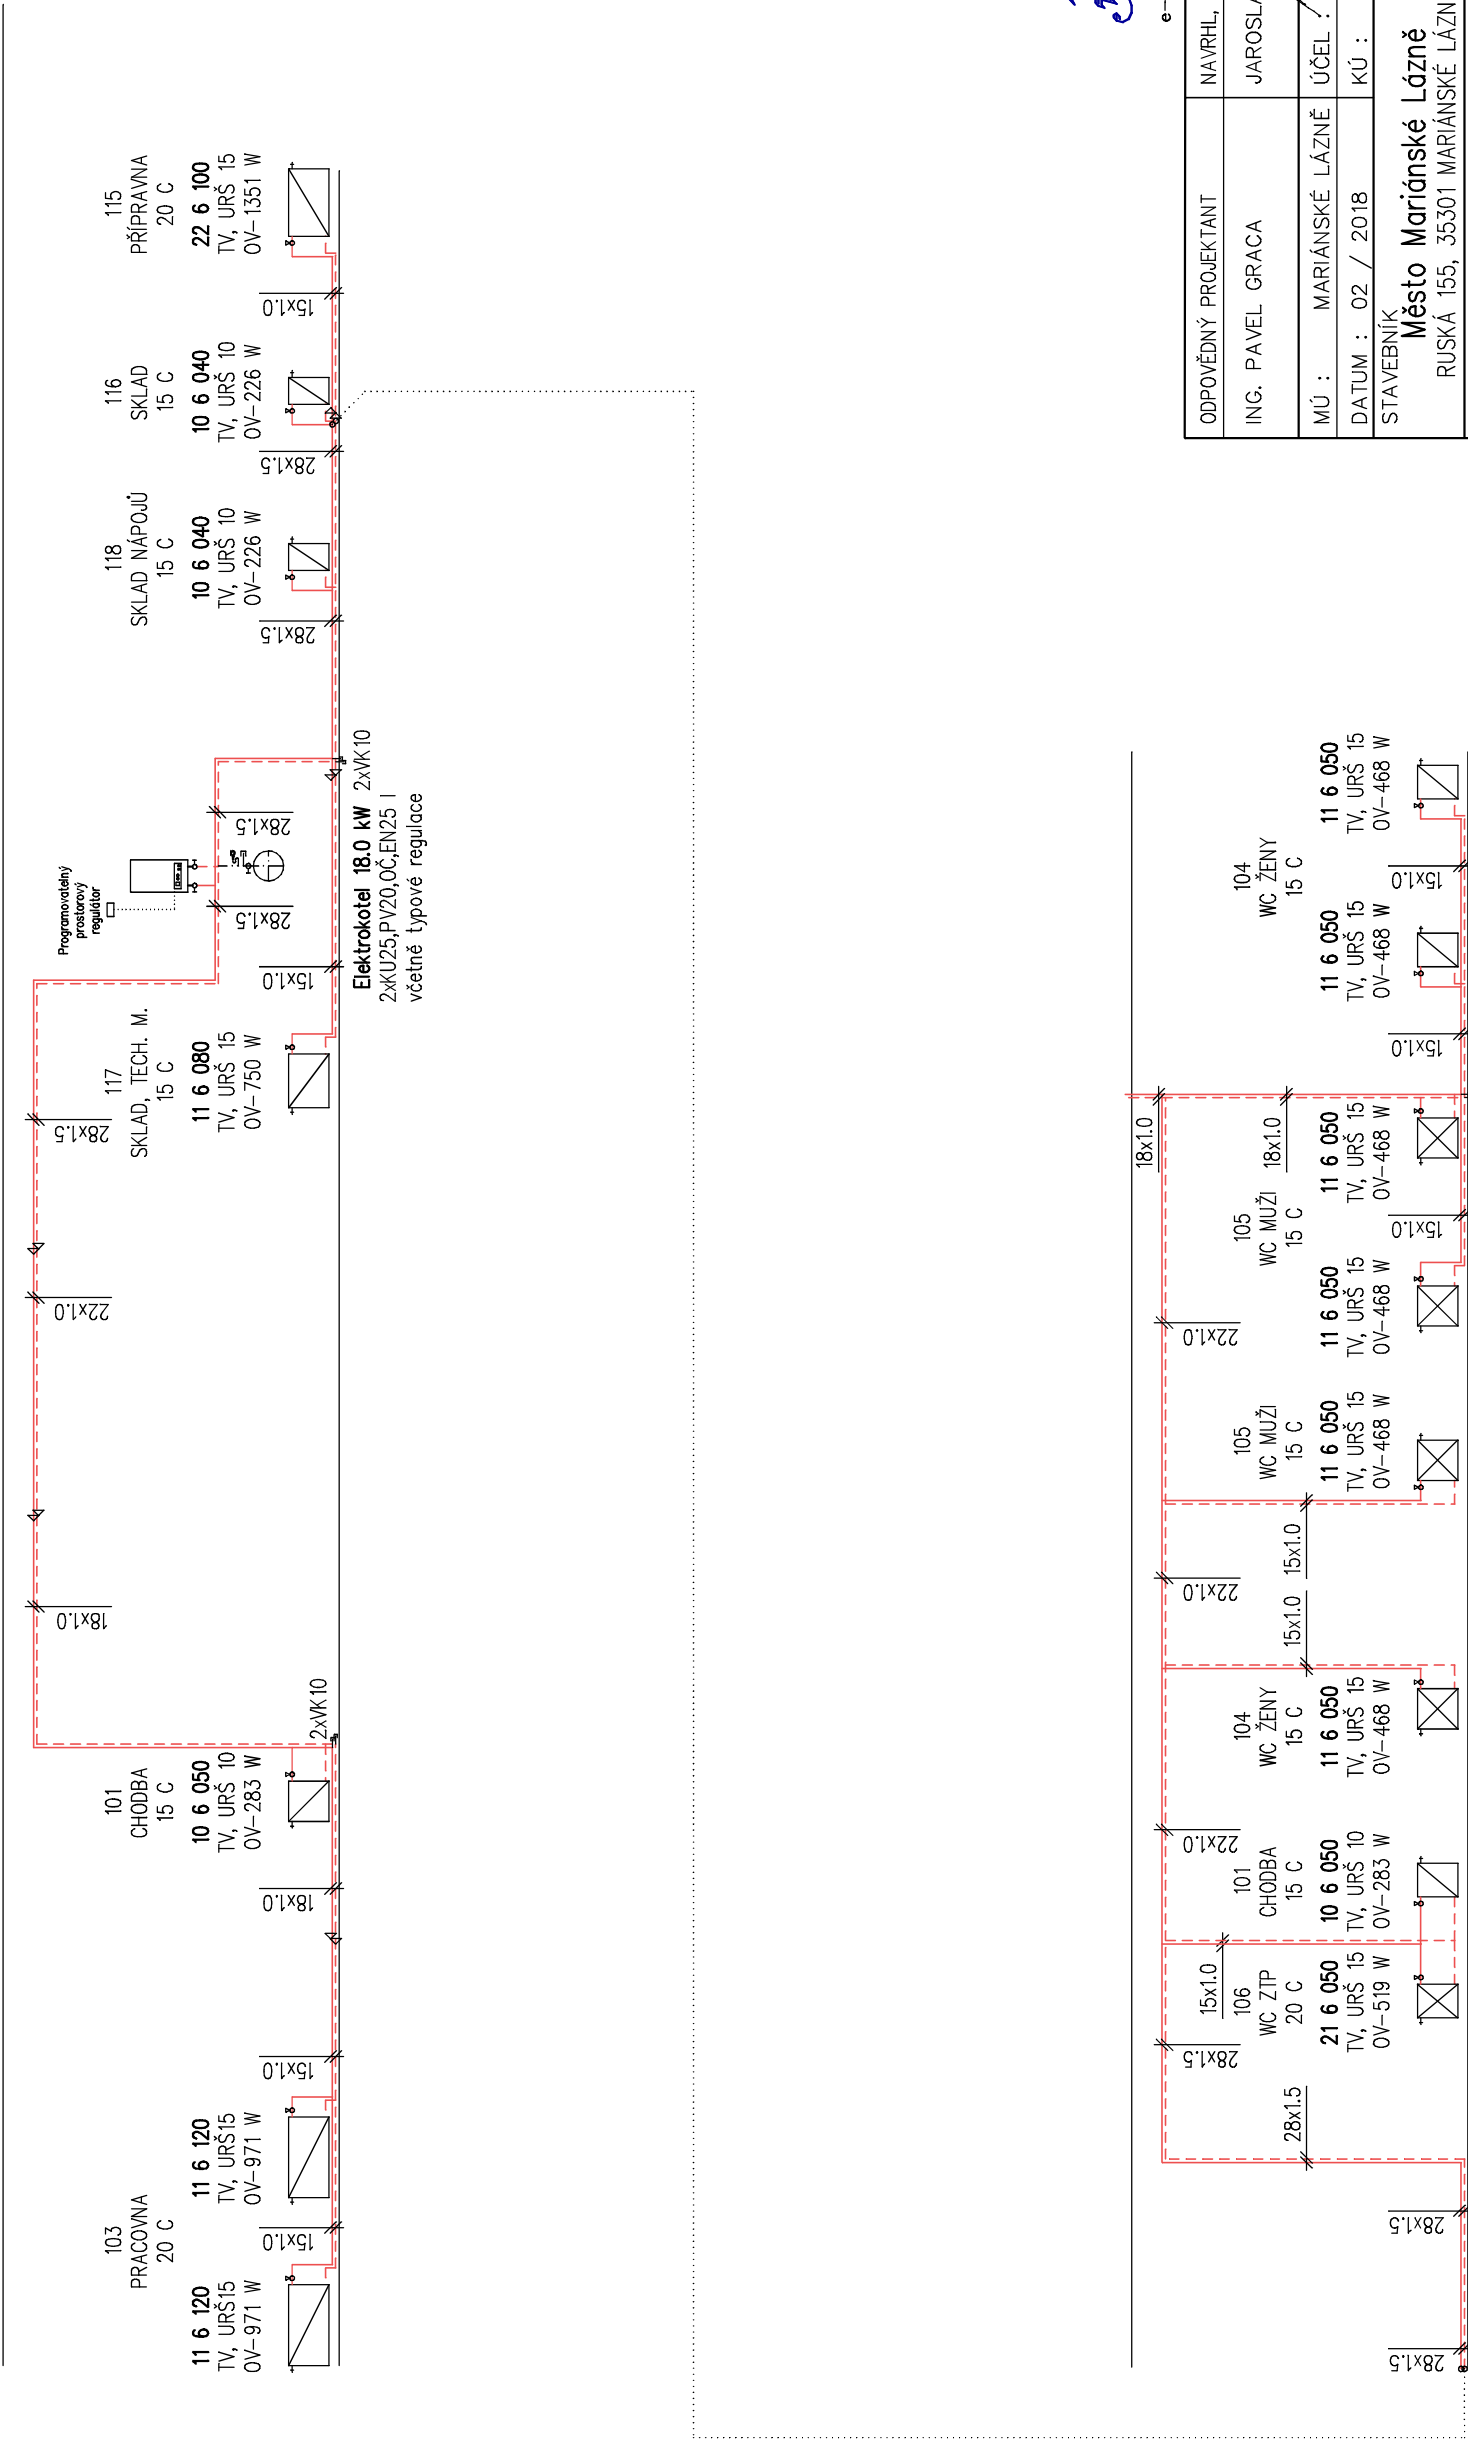 103
PRACOVNA
20 C
11 6 120
TV, URŠ15
OV-971 W
15x1.0
11 6 120
TV, URŠ15
OV-971 W
15x1.0
18x1.0
101
CHODBA
15 C
10 6 050
TV, URŠ 10
OV-283 W
2xVK10
18x1.0
22x1.0
28x1.5
117
SKLAD, TECH. M.
15 C
11 6 080
TV, URŠ 15
OV-750 W
15x1.0
Programovatelný
prostorový
regulátor
28x1.5
28x1.5
Elektrokotel 18.0 kW 2xVK10
2xKU25,PV20,OČ,EN25 l
včetně typové regulace
28x1.5
118
SKLAD NÁPOJŮ
15 C
10 6 040
TV, URŠ 10
OV-226 W
28x1.5
116
SKLAD
15 C
10 6 040
TV, URŠ 10
OV-226 W
15x1.0
115
PŘÍPRAVNA
20 C
22 6 100
TV, URŠ 15
OV-1351 W
28x1.5
28x1.5
28x1.5
28x1.5
15x1.0
106
WC ZTP
20 C
21 6 050
TV, URŠ 15
OV-519 W
101
CHODBA
15 C
10 6 050
TV, URŠ 10
OV-283 W
22x1.0
104
WC ŽENY
15 C
11 6 050
TV, URŠ 15
OV-468 W
15x1.0
22x1.0
15x1.0
105
WC MUŽI
15 C
11 6 050
TV, URŠ 15
OV-468 W
22x1.0
105
WC MUŽI
15 C
11 6 050
TV, URŠ 15
OV-468 W
15x1.0
11 6 050
TV, URŠ 15
OV-468 W
18x1.0
18x1.0
15x1.0
104
WC ŽENY
15 C
11 6 050
TV, URŠ 15
OV-468 W
15x1.0
11 6 050
TV, URŠ 15
OV-468 W
e-
ODPOVĚDNÝ PROJEKTANT
NAVRHL,
ING. PAVEL GRACA
JAROSLA
MÚ : MARIÁNSKÉ LÁZNĚ
ÚČEL :
DATUM : 02 / 2018
KÚ :
STAVEBNÍK
Město Mariánské Lázně
RUSKÁ 155, 35301 MARIÁNSKÉ LÁZN